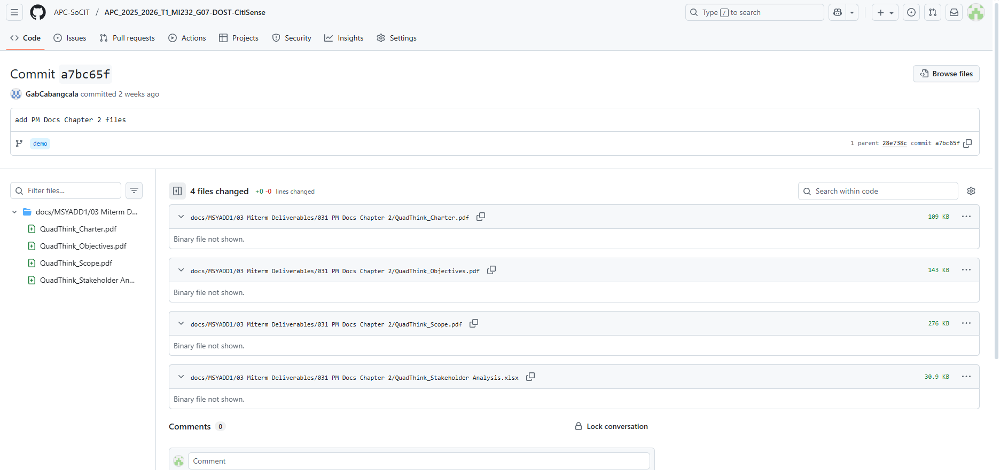 APC-SoCIT / APC_2025_2026_T1_MI232_G07-DOST-CitiSense
Type / to search
Code
Issues
Pull requests
Actions
Projects
Security
Insights
Settings
Commit a7bc65f
Browse files
GabCabangcala committed 2 weeks ago
add PM Docs Chapter 2 files
demo
1 parent 28e738c commit a7bc65f
Filter files...
docs/MSYADD1/03 Miterm D...
QuadThink_Charter.pdf
QuadThink_Objectives.pdf
QuadThink_Scope.pdf
QuadThink_Stakeholder An...
4 files changed +0 -0 lines changed
Search within code
docs/MSYADD1/03 Miterm Deliverables/031 PM Docs Chapter 2/QuadThink_Charter.pdf
109 KB
Binary file not shown.
docs/MSYADD1/03 Miterm Deliverables/031 PM Docs Chapter 2/QuadThink_Objectives.pdf
143 KB
Binary file not shown.
docs/MSYADD1/03 Miterm Deliverables/031 PM Docs Chapter 2/QuadThink_Scope.pdf
276 KB
Binary file not shown.
docs/MSYADD1/03 Miterm Deliverables/031 PM Docs Chapter 2/QuadThink_Stakeholder Analysis.xlsx
30.9 KB
Binary file not shown.
Comments 0
Lock conversation
Comment